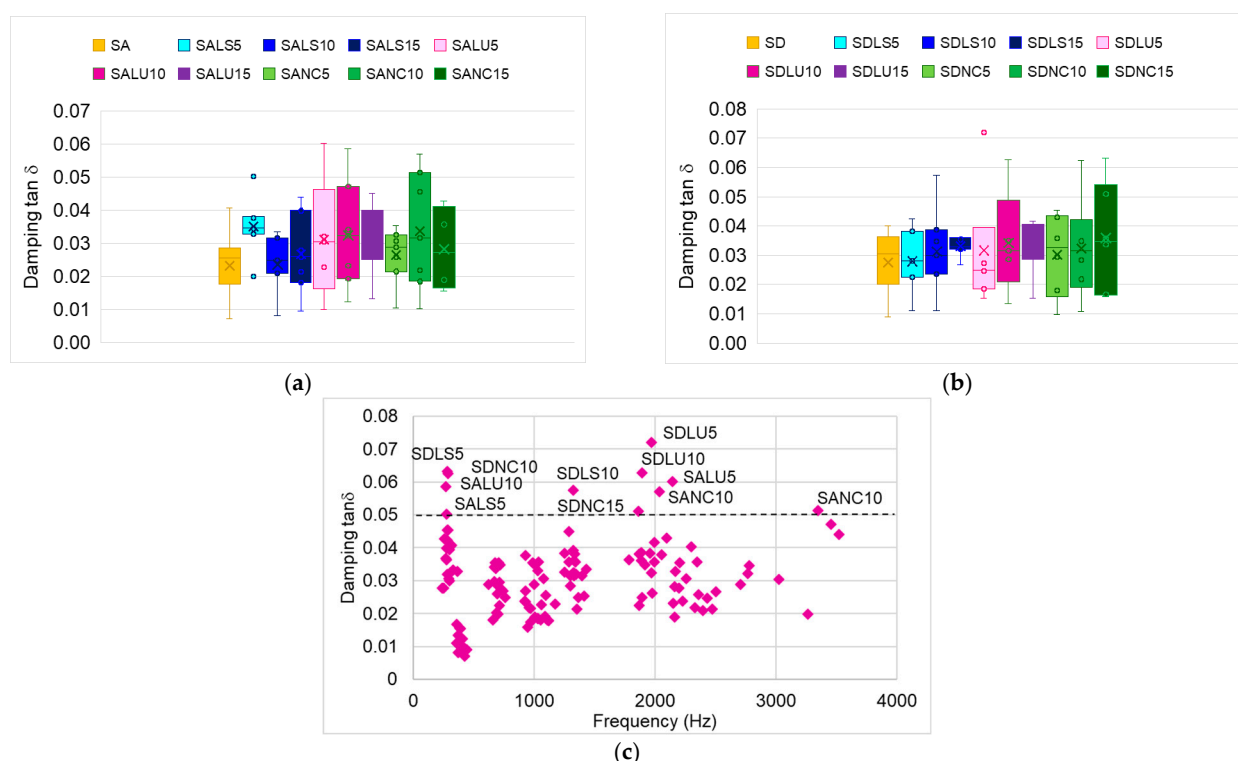 SA SALS5 SALS10 SALS15 SALU5
SALU10 SALU15 SANC5 SANC10 SANC15
Damping tan δ
0.07
0.06
0.05
0.04
0.03
0.02
0.01
0.00
(a)
SD SDLS5 SDLS10 SDLS15 SDLU5
SDLU10 SDLU15 SDNC5 SDNC10 SDNC15
Damping tan δ
0.08
0.07
0.06
0.05
0.04
0.03
0.02
0.01
0.00
(b)
Damping tanδ
0.08
0.07
0.06
0.05
0.04
0.03
0.02
0.01
0
SDLU5
SDLS5 SDNC10 SDLU10
SALU10 SDLS10 SALU5
SALS5 SDNC15 SANC10 SANC10
0 1000 2000 3000 4000
Frequency (Hz)
(c)